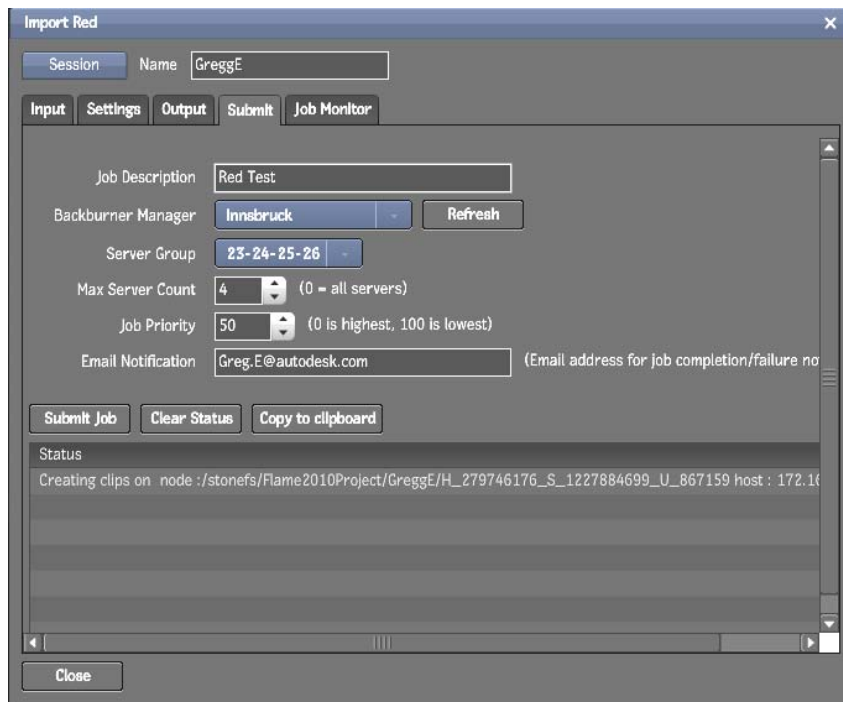 Import Red
Session Name GreggE
Input Settings Output Submit Job Monitor
Job Description Red Test
Backburner Manager Innsbruck Refresh
Server Group 23-24-25-26
Max Server Count 4 (0 = all servers)
Job Priority 50 (0 is highest, 100 is lowest)
Email Notification Greg.E@autodesk.com (Email address for job completion/failure no
Submit Job Clear Status Copy to clipboard
Status
Creating clips on node :/stonefs/Flame2010Project/GreggE/H_279746176_S_1227884699_U_867159 host : 172.16
Close